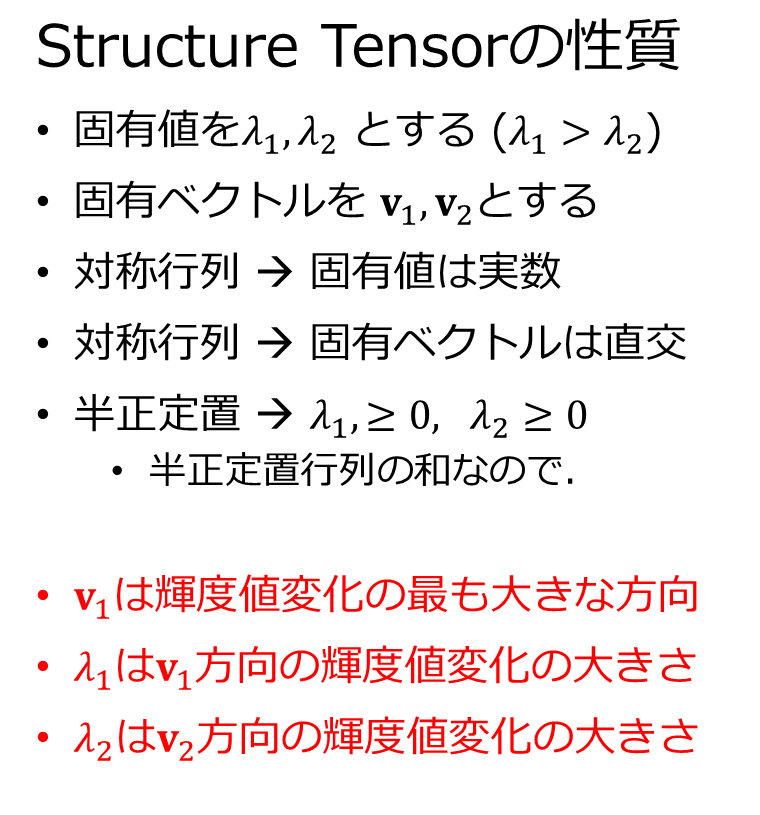 Structure Tensorの性質
• 固有値を𝜆₁, 𝜆₂ とする (𝜆₁ > 𝜆₂)
• 固有ベクトルを 𝐯₁, 𝐯₂とする
• 対称行列 → 固有値は実数
• 対称行列 → 固有ベクトルは直交
• 半正定置 → 𝜆₁, ≥ 0, 𝜆₂ ≥ 0
• 半正定置行列の和なので.
• 𝐯₁は輝度値変化の最も大きな方向
• 𝜆₁は𝐯₁方向の輝度値変化の大きさ
• 𝜆₂は𝐯₂方向の輝度値変化の大きさ